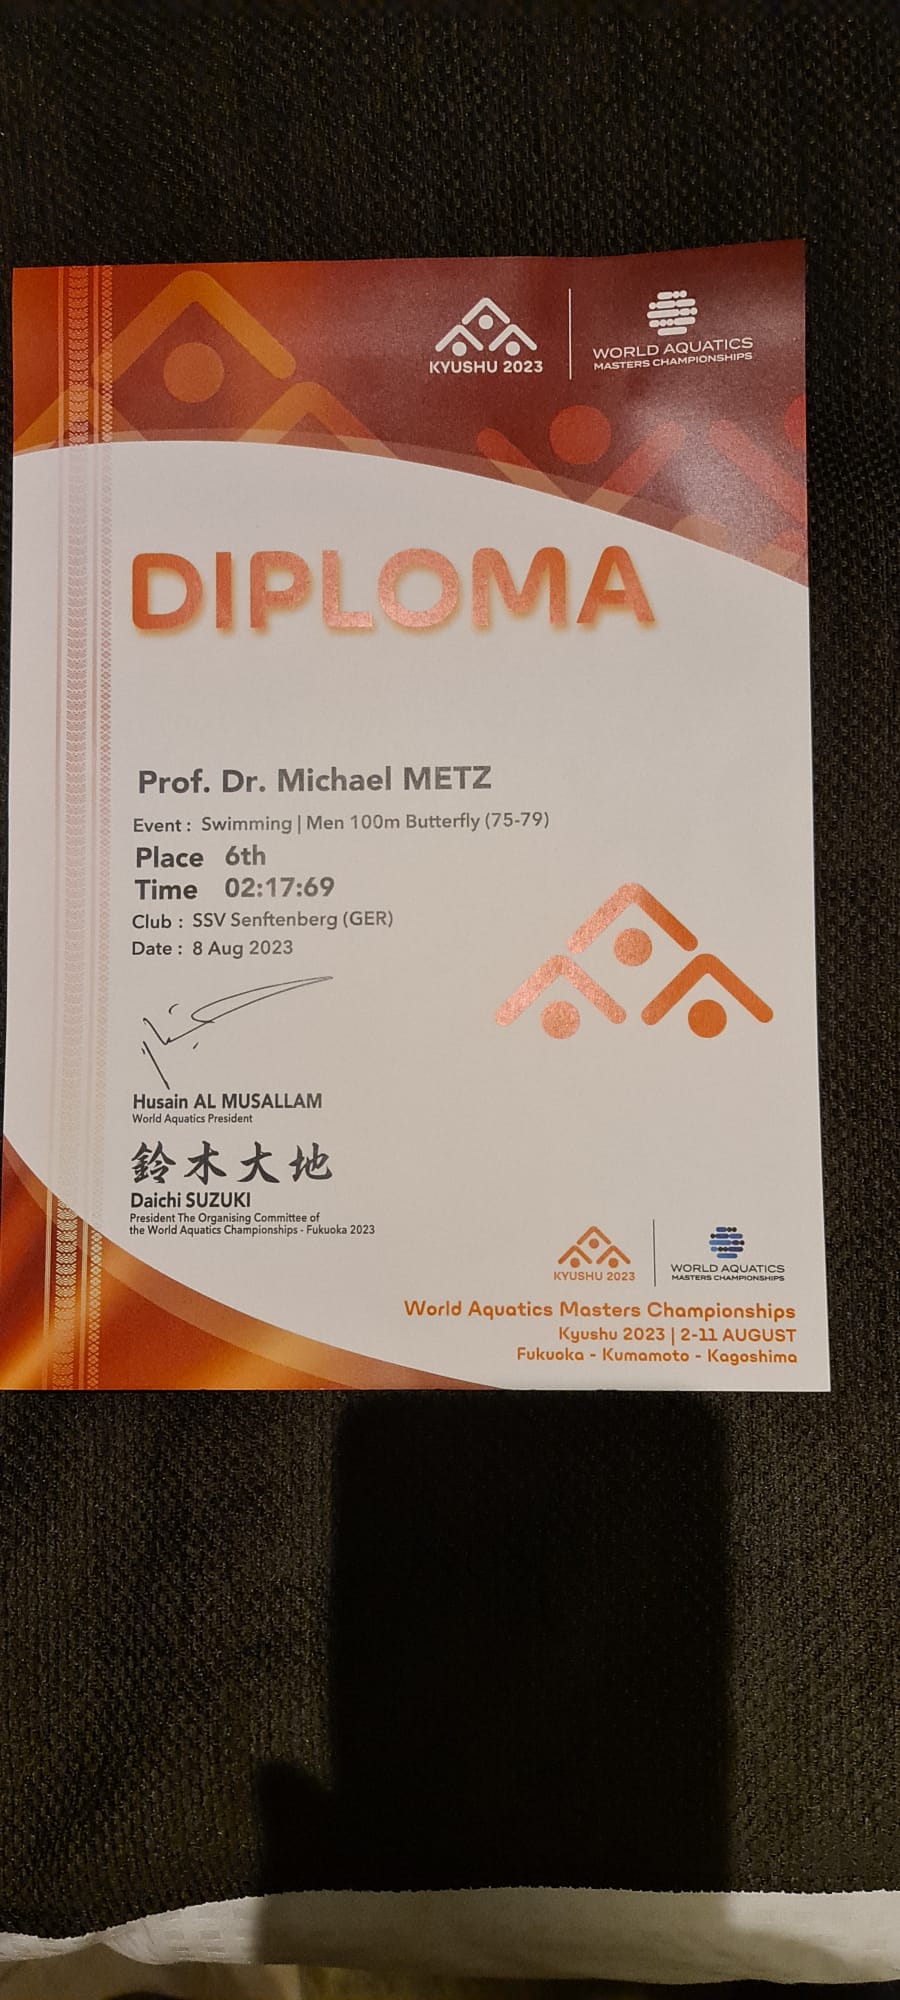 KYUSHU 2023
WORLD AQUATICS
MASTERS CHAMPIONSHIPS
DIPLOMA
Prof. Dr. Michael METZ
Event : Swimming | Men 100m Butterfly (75-79)
Place 6th
Time 02:17:69
Club : SSV Senftenberg (GER)
Date : 8 Aug 2023
Husain AL MUSALLAM
World Aquatics President
鈴木大地
Daichi SUZUKI
President The Organising Committee of
the World Aquatics Championships - Fukuoka 2023
KYUSHU 2023
WORLD AQUATICS
MASTERS CHAMPIONSHIPS
World Aquatics Masters Championships
Kyushu 2023 | 2-11 AUGUST
Fukuoka - Kumamoto - Kagoshima